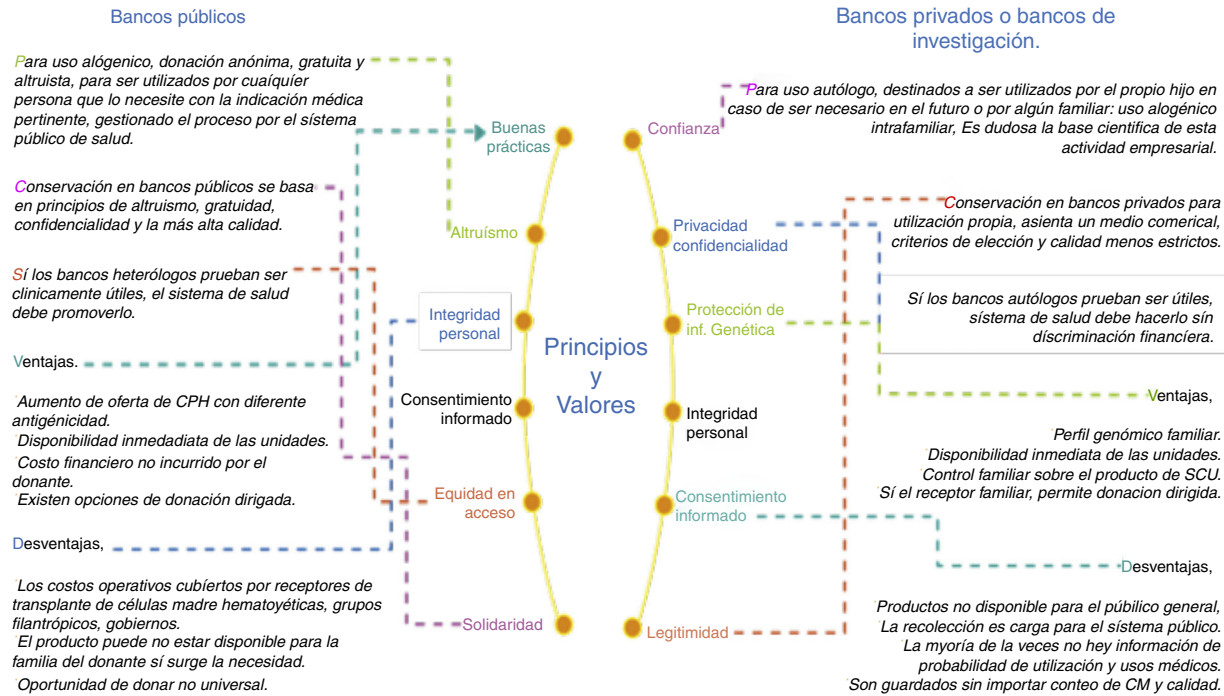 Bancos públicos
Para uso alógenico, donación anónima, gratuita y
altruista, para ser utilizados por cuaíquíer
persona que lo necesite con la indicación médica
pertinente, gestionado el proceso por el sístema
público de salud.
Conservación en bancos públicos se basa
en principios de altruismo, gratuidad,
confidencialidad y la más alta calidad.
Sí los bancos heterólogos prueban ser
clinicamente útiles, el sistema de salud
debe promoverlo.
Ventajas.
Aumento de oferta de CPH con diferente
antigénicidad.
Disponibilidad inmedadiata de las unidades.
Costo financiero no incurrido por el
donante.
Existen opciones de donación dirigada.
Desventajas,
Los costos operativos cubíertos por receptores de
transplante de células madre hematoyéticas, grupos
filantrópicos, gobiernos.
El producto puede no estar disponible para la
familia del donante sí surge la necesidad.
Oportunidad de donar no universal.
Buenas
prácticas
Altruísmo
Integridad
personal
Consentimiento
informado
Equidad en
acceso
Solidaridad
Principios
y
Valores
Confianza
Privacidad
confidencialidad
Protección de
inf. Genética
Integridad
personal
Consentimiento
informado
Legitimidad
Bancos privados o bancos de
investigación.
Para uso autólogo, destinados a ser utilizados por el propio hijo en
caso de ser necesario en el futuro o por algún familiar: uso alogénico
intrafamiliar, Es dudosa la base científica de esta
actividad empresarial.
Conservación en bancos privados para
utilización propia, asienta un medio comerical,
criterios de elección y calidad menos estrictos.
Sí los bancos autólogos prueban ser útiles,
sístema de salud debe hacerlo sín
díscriminación financíera.
Ventajas,
Perfil genómico familiar.
Disponibilidad inmediata de las unidades.
Control familiar sobre el producto de SCU.
Sí el receptor familiar, permite donacion dirigida.
Desventajas,
Productos no disponible para el públilico general,
La recolección es carga para el sístema público.
La myoría de la veces no hey información de
probabilidad de utilización y usos médicos.
Son guardados sin importar conteo de CM y calidad.